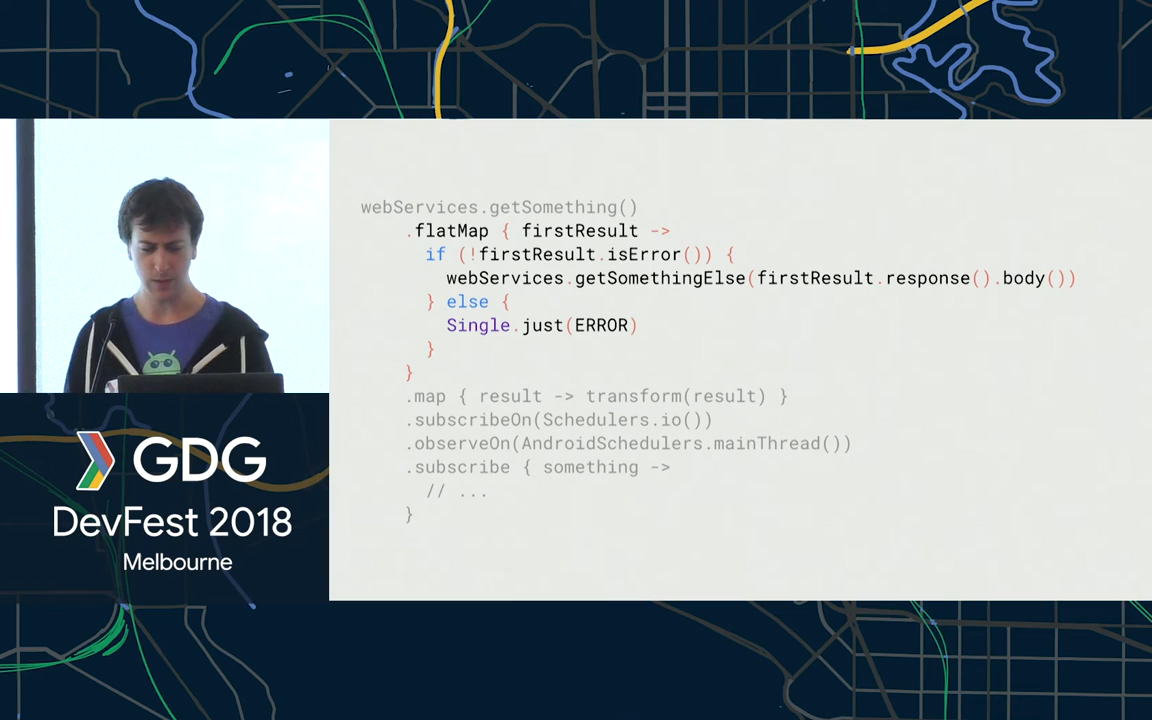 webServices.getSomething()
.flatMap { firstResult ->
if (!firstResult.isError()) {
webServices.getSomethingElse(firstResult.response().body())
} else {
Single.just(ERROR)
}
}
.map { result -> transform(result) }
.subscribeOn(Schedulers.io())
.observeOn(AndroidSchedulers.mainThread())
.subscribe { something ->
// ...
}
GDG
DevFest 2018
Melbourne